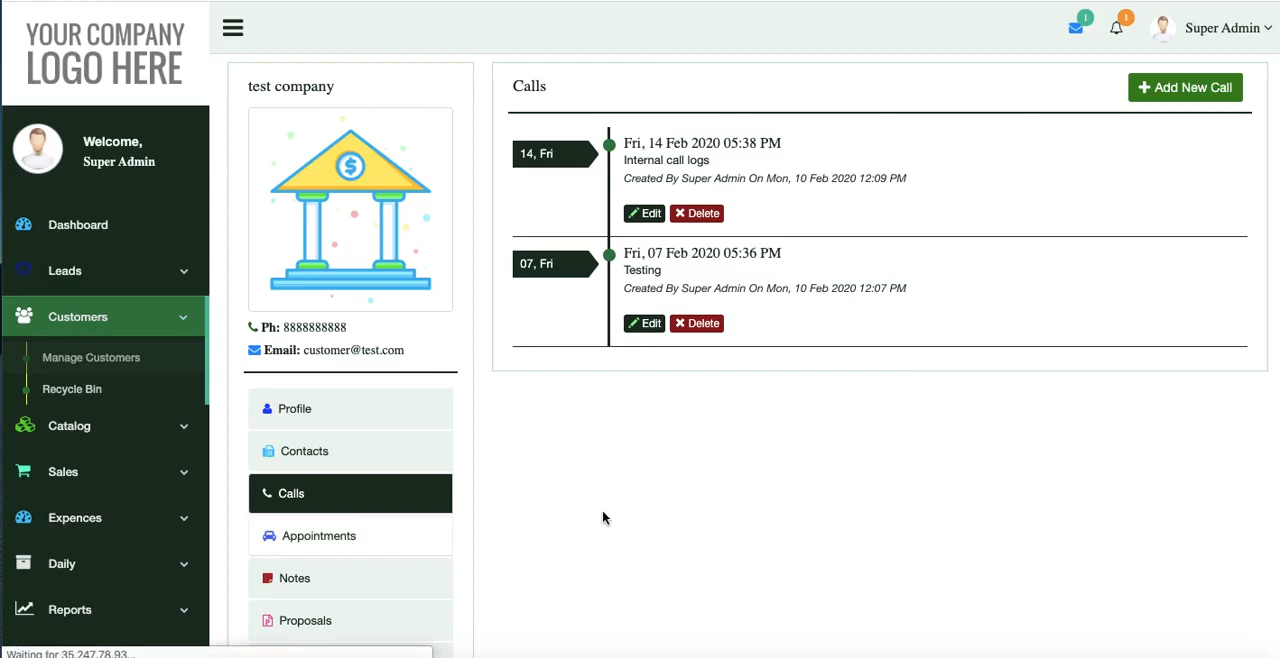 YOUR COMPANY
LOGO HERE
1
1
Super Admin
Welcome,
Super Admin
Dashboard
Leads
Customers
Manage Customers
Recycle Bin
Catalog
Sales
Expences
Daily
Reports
Waiting for 35.247.78.93...
test company
$
Ph: 8888888888
Email: customer@test.com
Profile
Contacts
Calls
Appointments
Notes
Proposals
Calls
Add New Call
14, Fri
Fri, 14 Feb 2020 05:38 PM
Internal call logs
Created By Super Admin On Mon, 10 Feb 2020 12:09 PM
Edit
Delete
07, Fri
Fri, 07 Feb 2020 05:36 PM
Testing
Created By Super Admin On Mon, 10 Feb 2020 12:07 PM
Edit
Delete